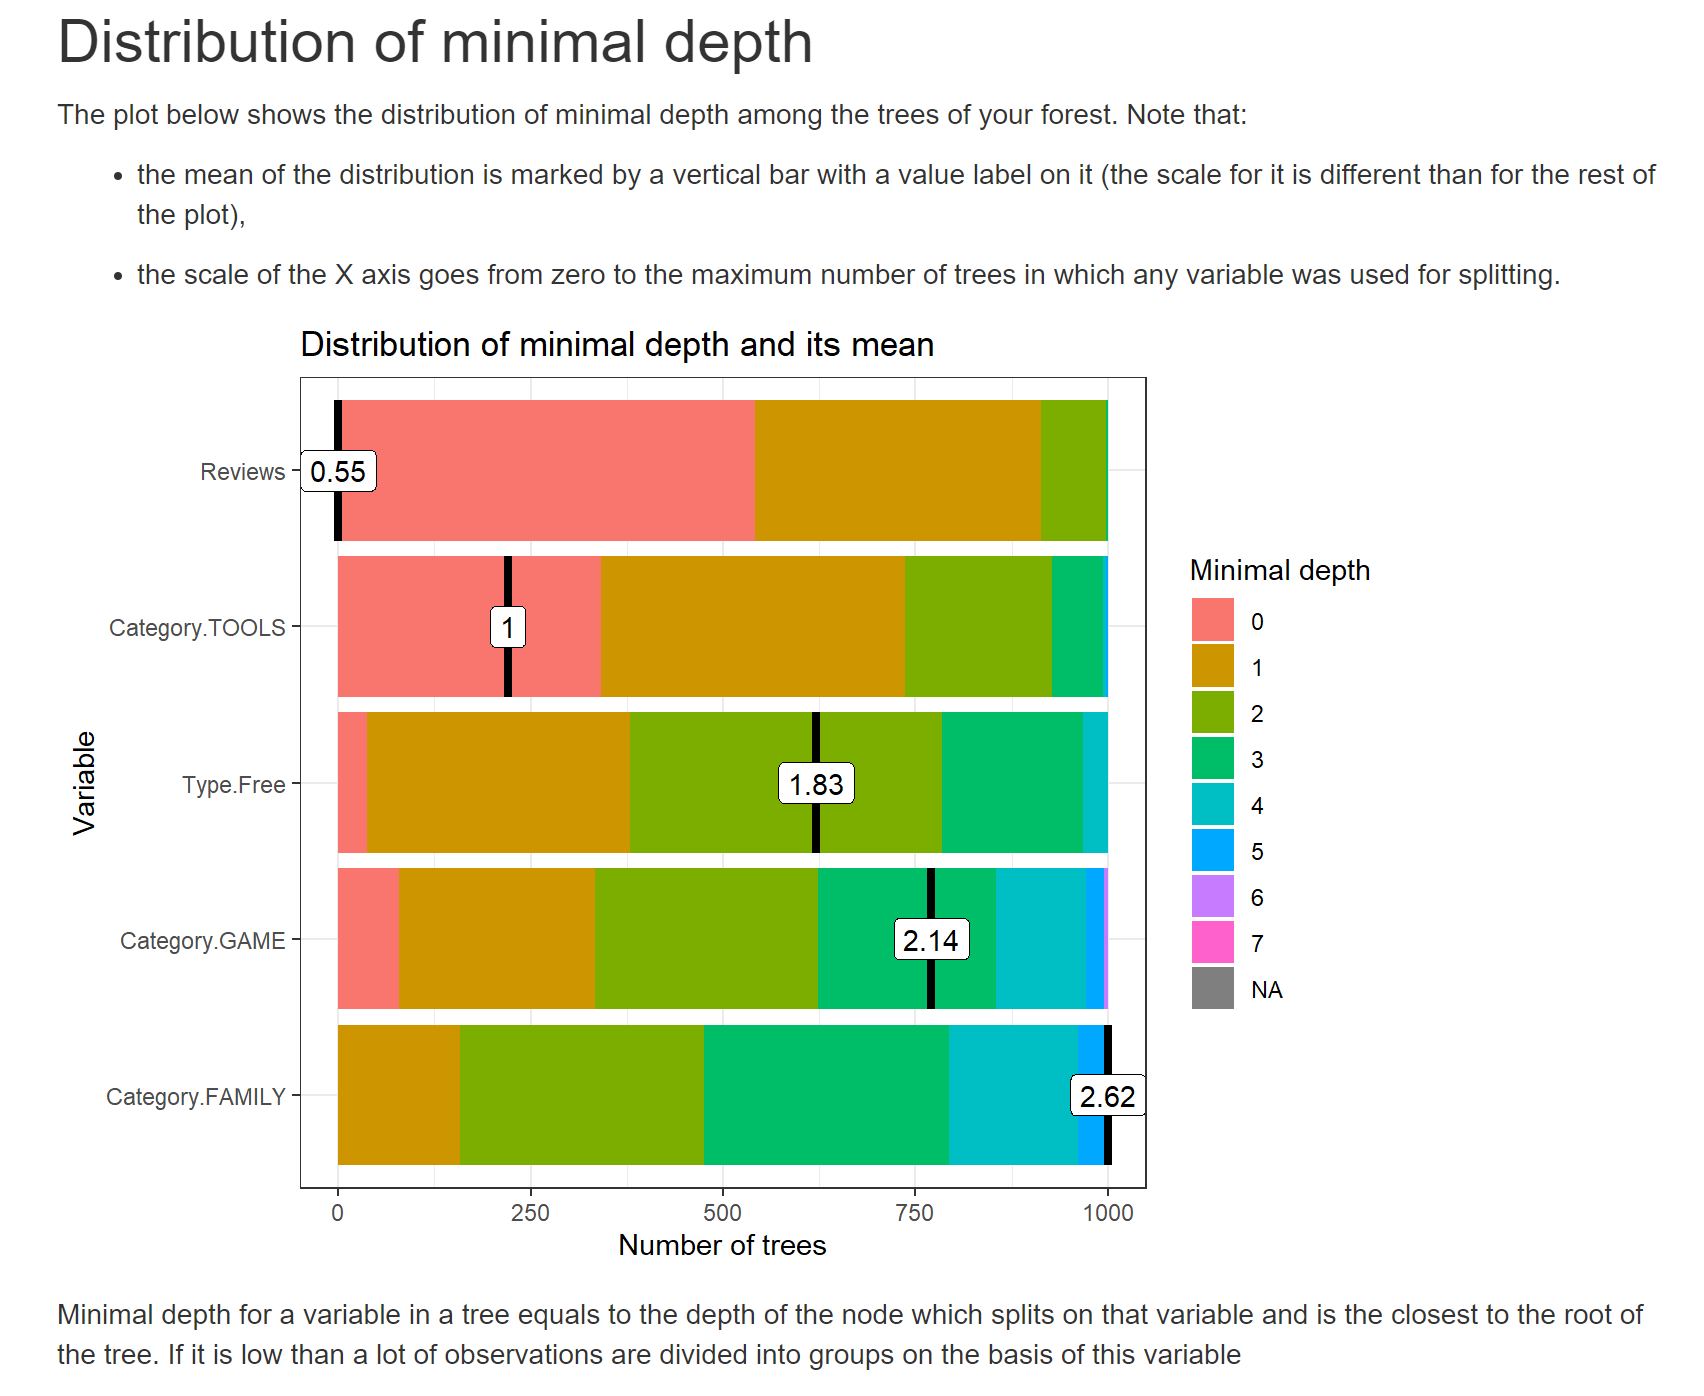 Distribution of minimal depth
The plot below shows the distribution of minimal depth among the trees of your forest. Note that:
• the mean of the distribution is marked by a vertical bar with a value label on it (the scale for it is different than for the rest of
the plot),
• the scale of the X axis goes from zero to the maximum number of trees in which any variable was used for splitting.
Distribution of minimal depth and its mean
Variable
Reviews
0.55
Category.TOOLS
1
Type.Free
1.83
Category.GAME
2.14
Category.FAMILY
2.62
0 250 500 750 1000
Number of trees
Minimal depth
0
1
2
3
4
5
6
7
NA
Minimal depth for a variable in a tree equals to the depth of the node which splits on that variable and is the closest to the root of
the tree. If it is low than a lot of observations are divided into groups on the basis of this variable